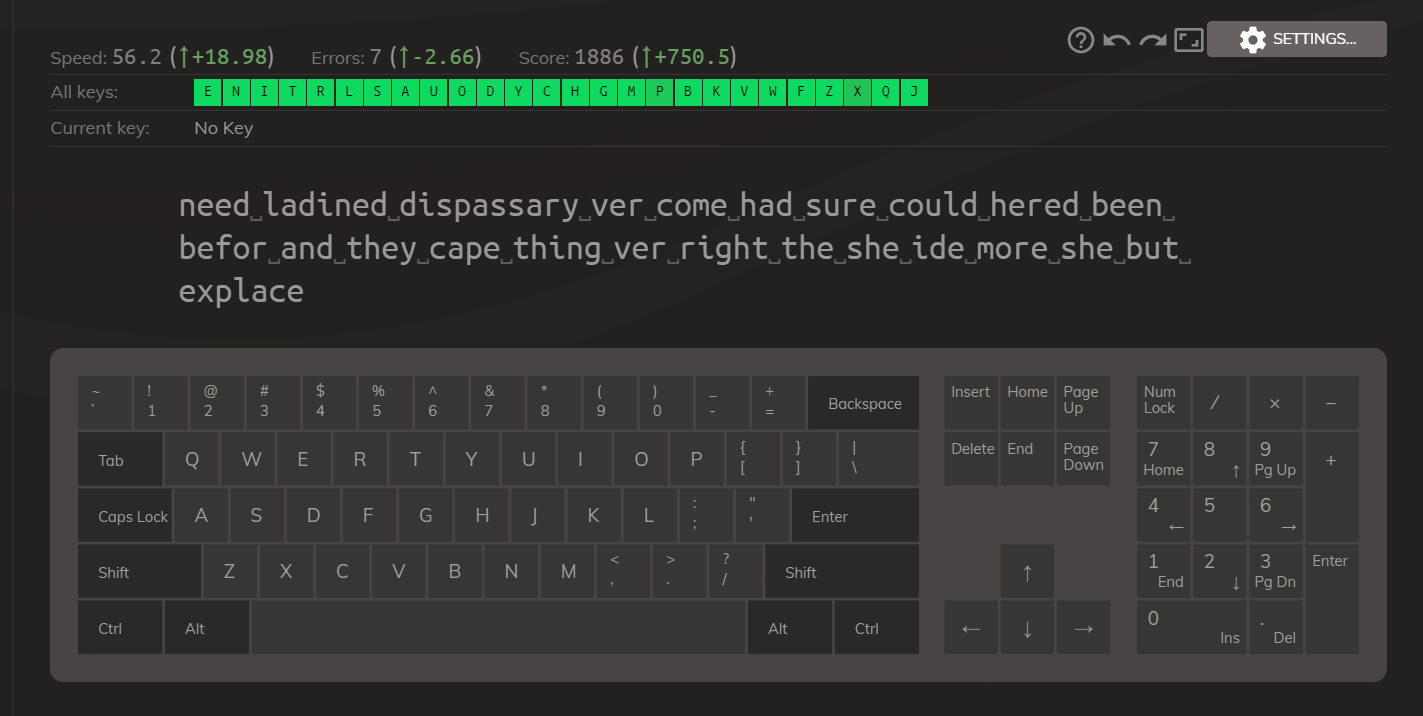 Speed: 56.2 (↑+18.98) Errors: 7 (↑-2.66) Score: 1886 (↑+750.5) SETTINGS...
All keys: E N I T R L S A U O D Y C H G M P B K V W F Z X Q J
Current key: No Key
need␣ladined␣dispassary␣ver␣come␣had␣sure␣could␣hered␣been␣
befor␣and␣they␣cape␣thing␣ver␣right␣the␣she␣ide␣more␣she␣but␣
explace
~ ! @ # $ % ^ & * ( ) _ +
` 1 2 3 4 5 6 7 8 9 0 - = Backspace
Insert Home Page Up
Num Lock / × −
Tab Q W E R T Y U I O P { [ } ] | \
Delete End Page Down
7 Home 8 ↑ 9 Pg Up +
Caps Lock A S D F G H J K L : ; " ' Enter
4 ← 5 6 →
Shift Z X C V B N M < , > . ? / Shift
↑
1 End 2 ↓ 3 Pg Dn Enter
Ctrl Alt Alt Ctrl
← ↓ →
0 Ins . Del